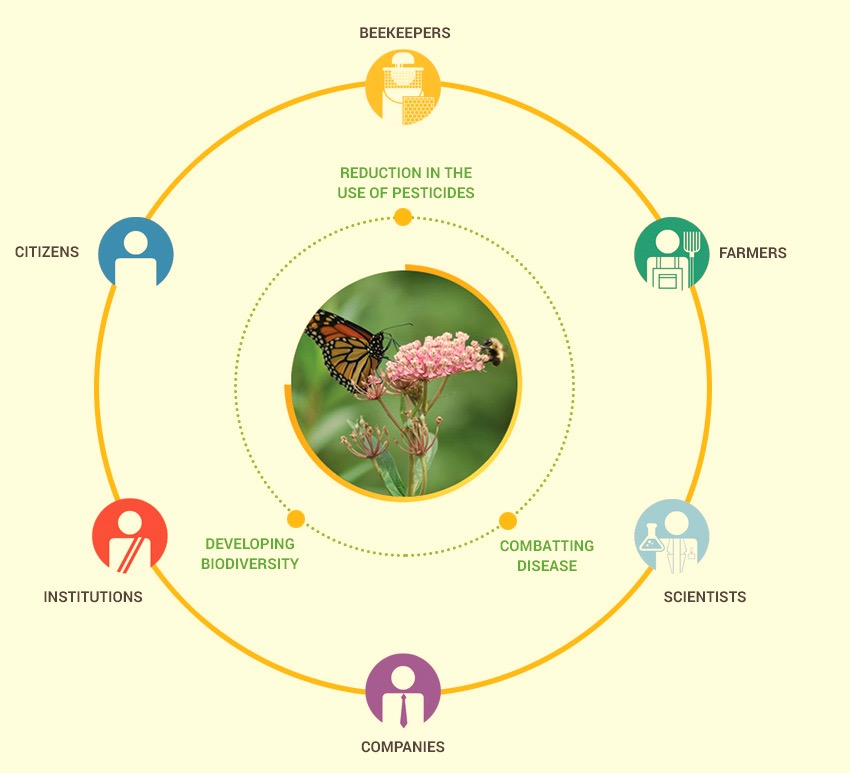 BEEKEEPERS
REDUCTION IN THE
USE OF PESTICIDES
CITIZENS
FARMERS
DEVELOPING
BIODIVERSITY
COMBATTING
DISEASE
INSTITUTIONS
SCIENTISTS
COMPANIES